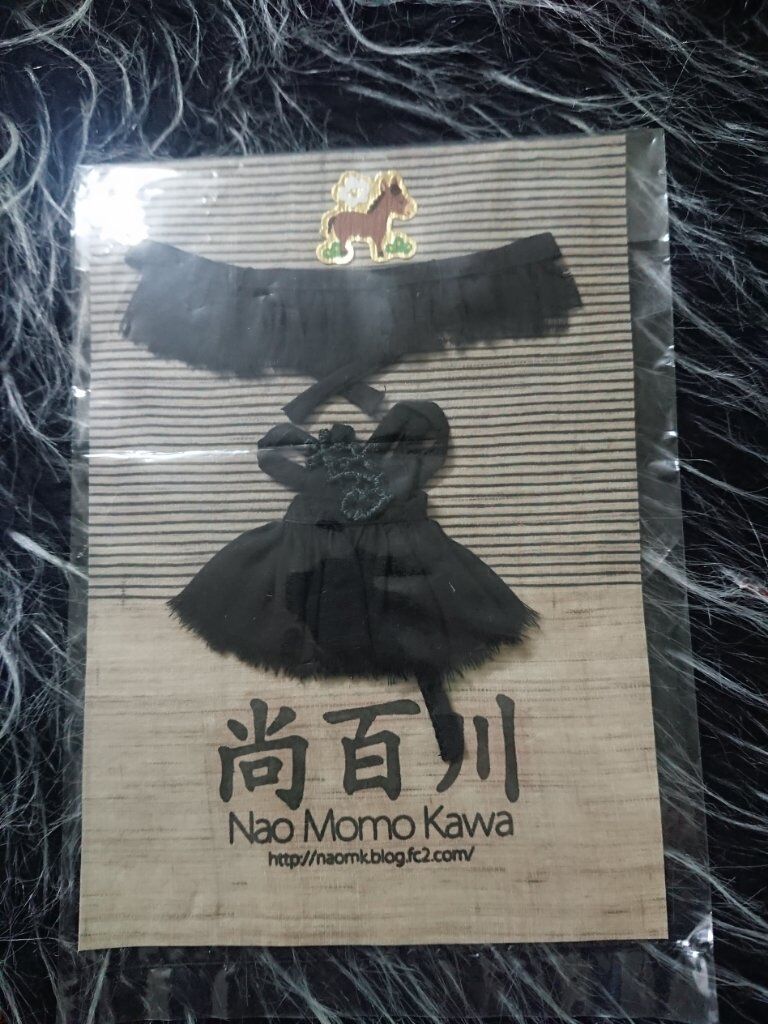 尚百川
Nao Momo Kawa
http://naomk.blog.fc2.com/